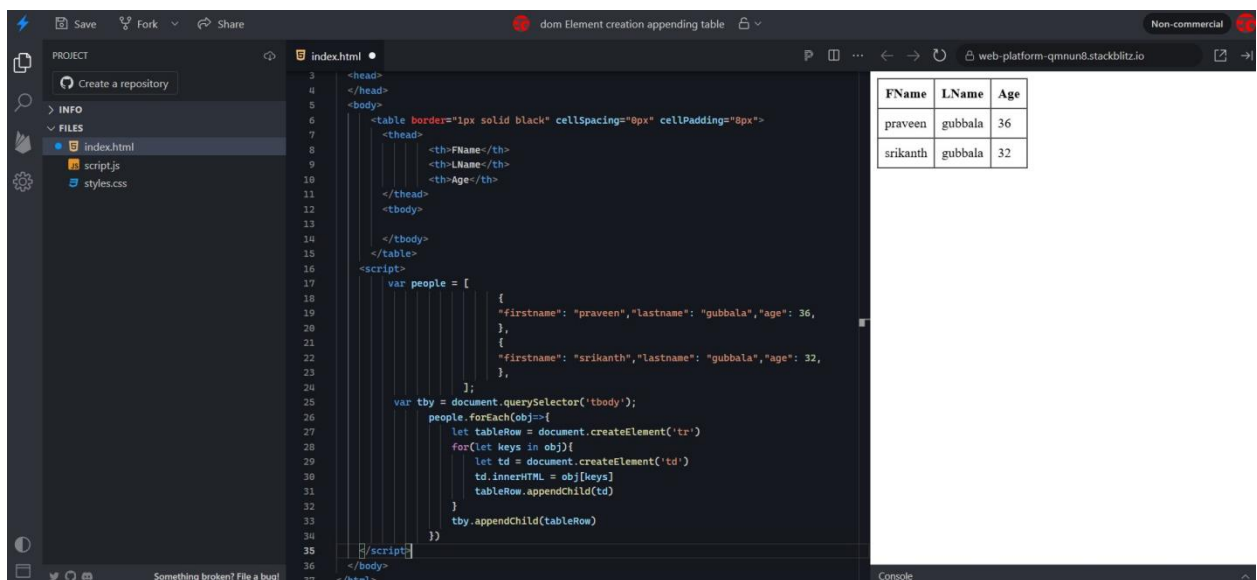 Save Fork Share dom Element creation appending table Non-commercial
PROJECT
Create a repository
INFO
FILES
index.html
script.js
styles.css
Something broken? File a bug!
index.html
3 <head>
4 </head>
5 <body>
6 <table border="1px solid black" cellSpacing="0px" cellPadding="8px">
7 <thead>
8 <th>FName</th>
9 <th>LName</th>
10 <th>Age</th>
11 </thead>
12 <tbody>
13
14 </tbody>
15 </table>
16 <script>
17 var people = [
18 {
19 "firstname": "praveen","lastname": "gubbala","age": 36,
20 },
21 {
22 "firstname": "srikanth","lastname": "gubbala","age": 32,
23 },
24 ];
25 var tby = document.querySelector('tbody');
26 people.forEach(obj=>{
27 let tableRow = document.createElement('tr')
28 for(let keys in obj){
29 let td = document.createElement('td')
30 td.innerHTML = obj[keys]
31 tableRow.appendChild(td)
32 }
33 tby.appendChild(tableRow)
34 })
35 </script>
36 </body>
37 </html>
web-platform-qmnun8.stackblitz.io
FName LName Age
praveen gubbala 36
srikanth gubbala 32
Console